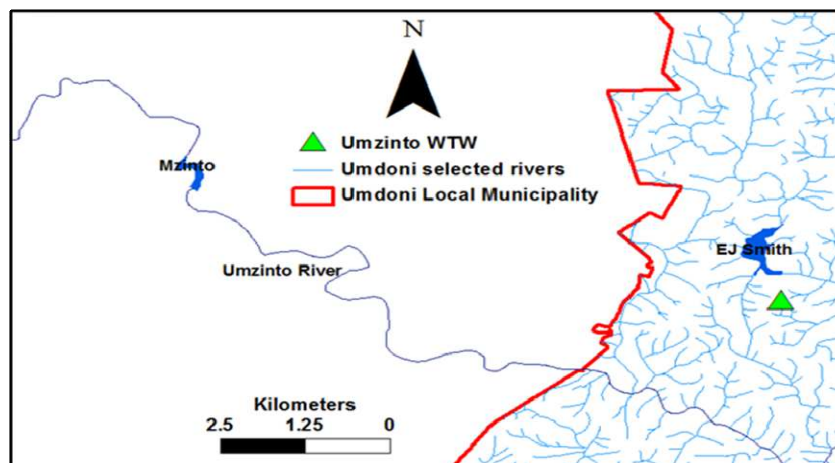 N
Umzinto WTW
Umdoni selected rivers
Umdoni Local Municipality
Mzinto
EJ Smith
Umzinto River
Kilometers
2.5 1.25 0